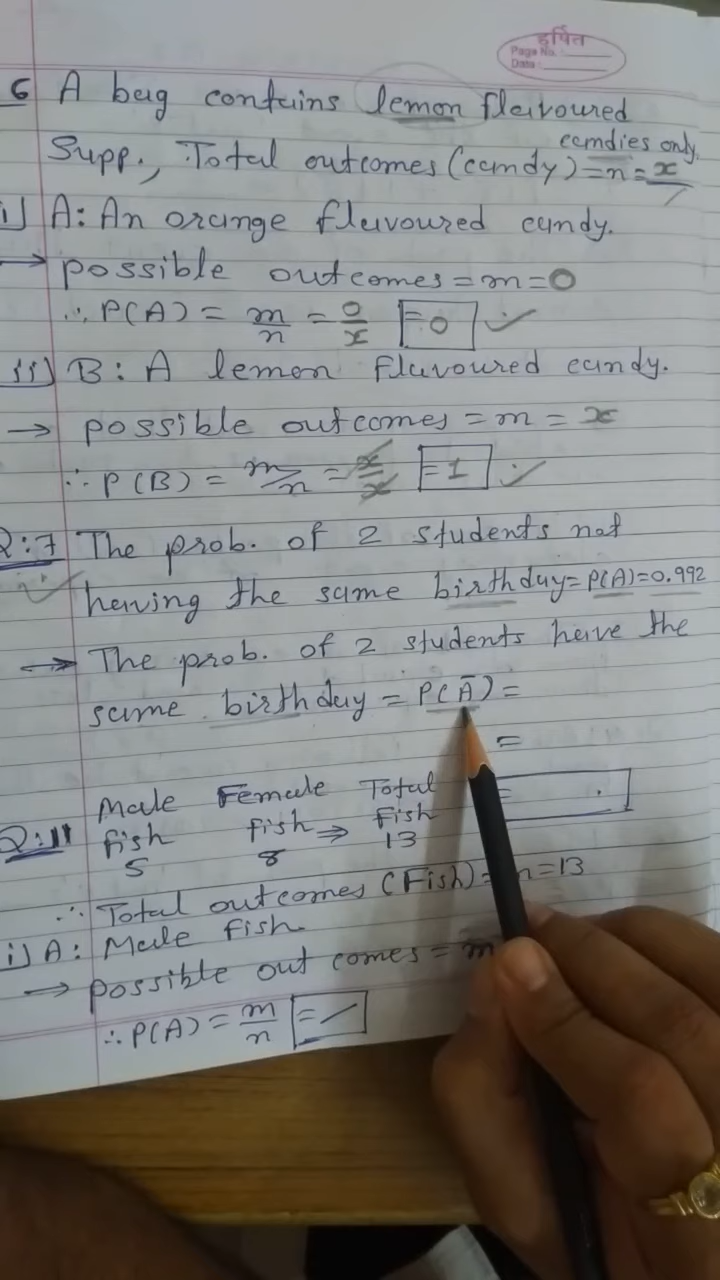 हर्षित
Page No. :
Date :
6 A bag contains lemon flavoured
candies only.
Supp., Total outcomes (candy) = n = x
i) A: An orange flavoured candy.
→ possible outcomes = m = 0
∴ P(A) = m/n = 0/x = 0 ✓
ii) B: A lemon flavoured candy.
→ possible outcomes = m = x
∴ P(B) = m/n = x/x = 1 ✓
Q:7 The prob. of 2 students not
having the same birthday = P(A) = 0.992
→ The prob. of 2 students have the
same birthday = P(Ā) =
=
=
Male Female Total
Q:11 fish fish ⇒ fish
5 8 13
∴ Total outcomes (Fish) = n = 13
i) A: Male fish.
→ possible out comes = m
∴ P(A) = m/n =